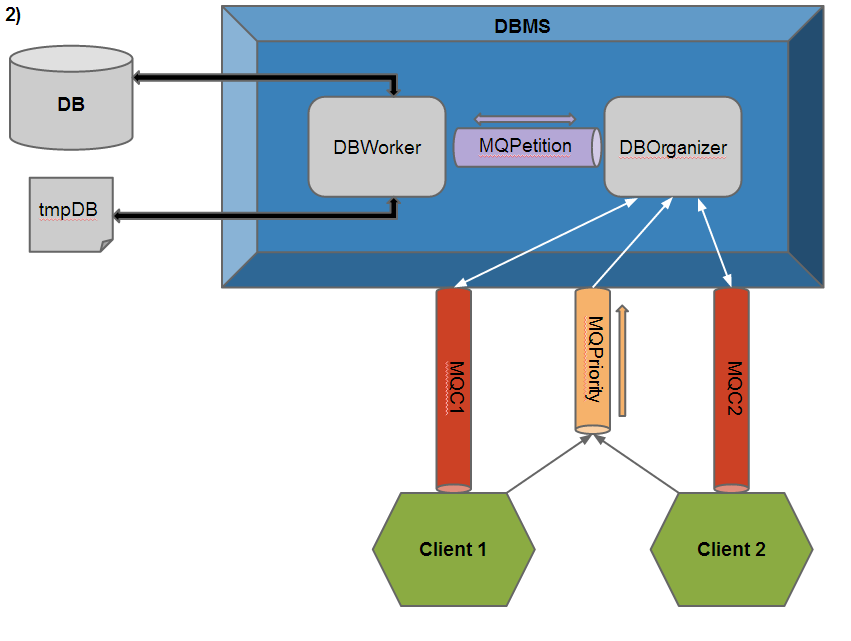 2)
DBMS
DB
DBWorker
MQPetition
DBOrganizer
tmpDB
MQC1
MQPriority
MQC2
Client 1
Client 2